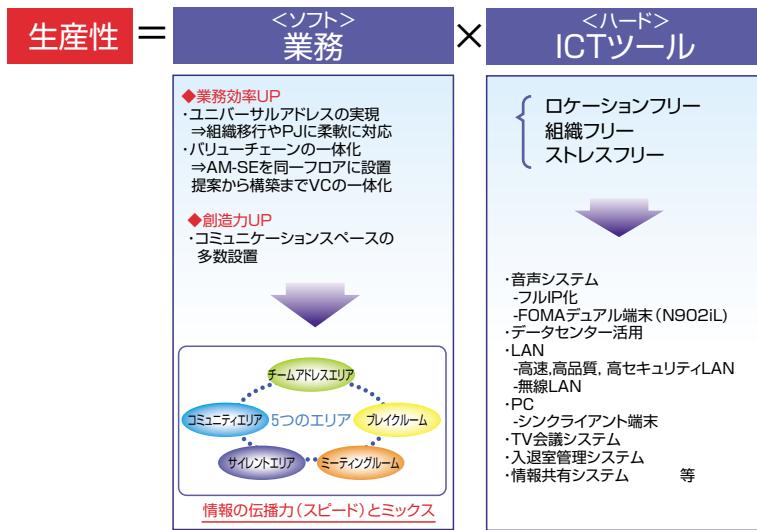 生産性
＝
＜ソフト＞
業務
×
＜ハード＞
ICTツール
◆業務効率UP
・ユニバーサルアドレスの実現
⇒組織移行やPJに柔軟に対応
・バリューチェーンの一体化
⇒AM-SEを同一フロアに設置
提案から構築までVCの一体化
◆創造力UP
・コミュニケーションスペースの
多数設置
チームアドレスエリア
コミュニティエリア
5つのエリア
ブレイクルーム
サイレントエリア
ミーティングルーム
情報の伝播力（スピード）とミックス
ロケーションフリー
組織フリー
ストレスフリー
・音声システム
-フルIP化
-FOMAデュアル端末（N902iL）
・データセンター活用
・LAN
-高速,高品質, 高セキュリティLAN
-無線LAN
・PC
-シンクライアント端末
・TV会議システム
・入退室管理システム
・情報共有システム 等